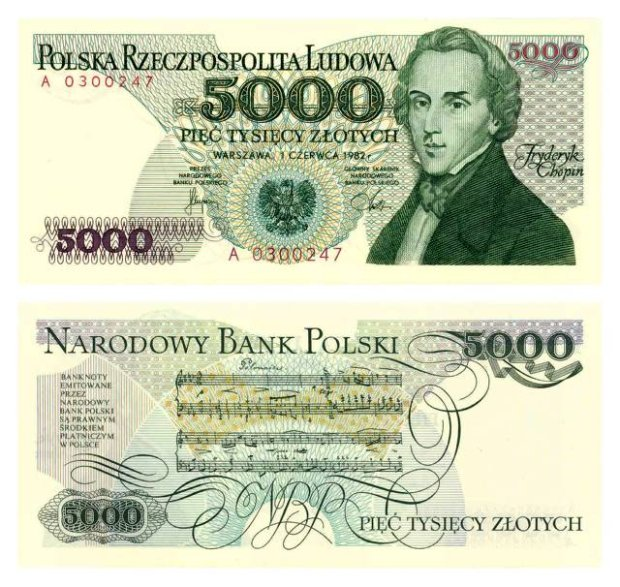 POLSKA RZECZPOSPOLITA LUDOWA
5000
A 0300247
5000
PIĘĆ TYSIĘCY ZŁOTYCH
WARSZAWA, 1 CZERWCA 1982 r.
PREZES
NARODOWEGO
BANKU POLSKIEGO
GŁÓWNY SKARBNIK
NARODOWEGO
BANKU POLSKIEGO
Fryderyk
Chopin
5000
A 0300247
NARODOWY BANK POLSKI
5000
BANKNOTY
EMITOWANE
PRZEZ
NARODOWY
BANK POLSKI
SĄ PRAWNYM
ŚRODKIEM
PŁATNICZYM
W POLSCE
NBP
5000
PIĘĆ TYSIĘCY ZŁOTYCH